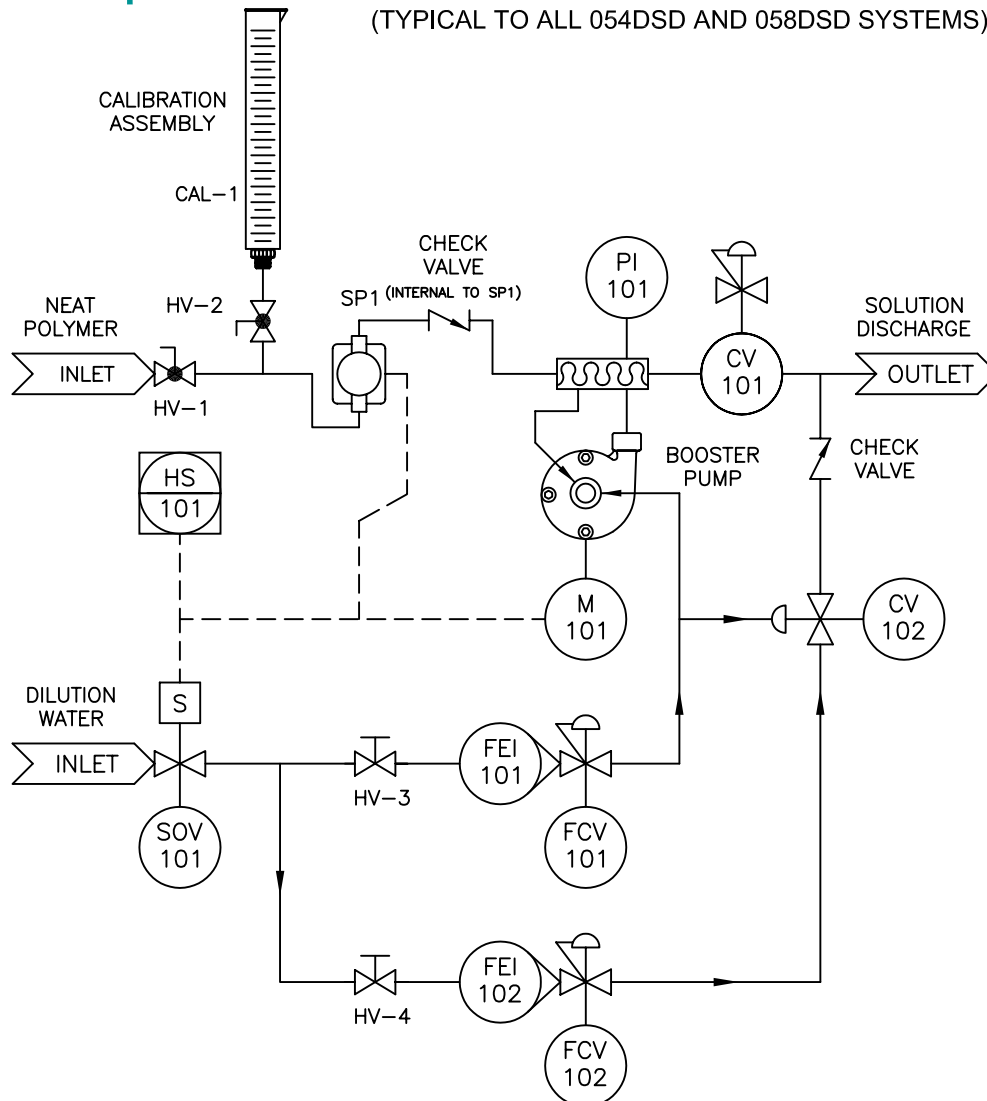 (TYPICAL TO ALL 054DSD AND 058DSD SYSTEMS)
CALIBRATION
ASSEMBLY
CAL-1
CHECK
VALVE
(INTERNAL TO SP1)
PI
101
NEAT
POLYMER
HV-2
SP1
SOLUTION
DISCHARGE
INLET
CV
101
OUTLET
HV-1
BOOSTER
PUMP
CHECK
VALVE
HS
101
M
101
CV
102
DILUTION
WATER
S
INLET
FEI
101
HV-3
SOV
101
FCV
101
FEI
102
HV-4
FCV
102